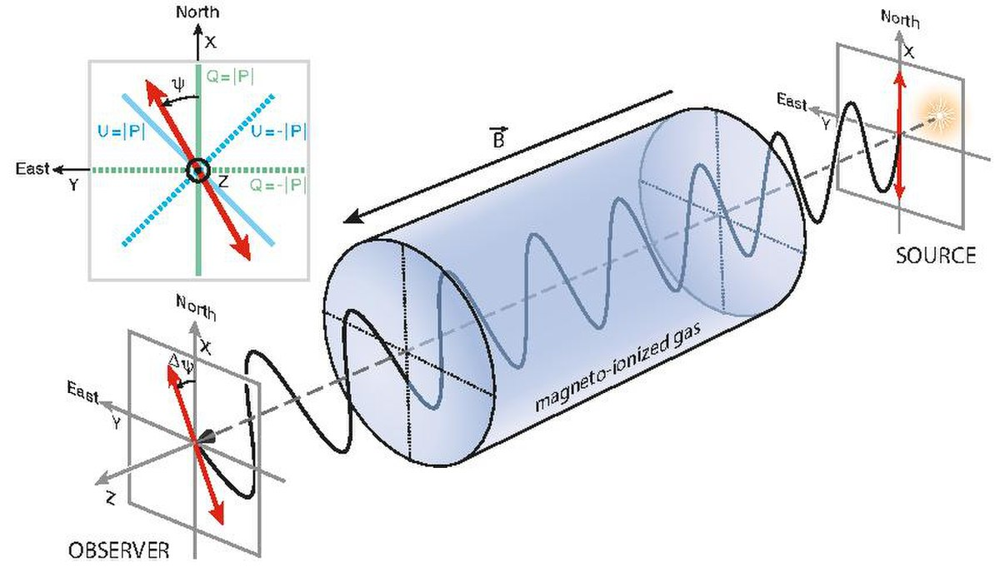 North
X
Q=|P|
ψ
U=|P|
U=-|P|
East
Y
Z
Q=-|P|
B⃗
North
X
East
Y
SOURCE
magneto-ionized gas
North
X
Δψ
East
Y
Z
OBSERVER